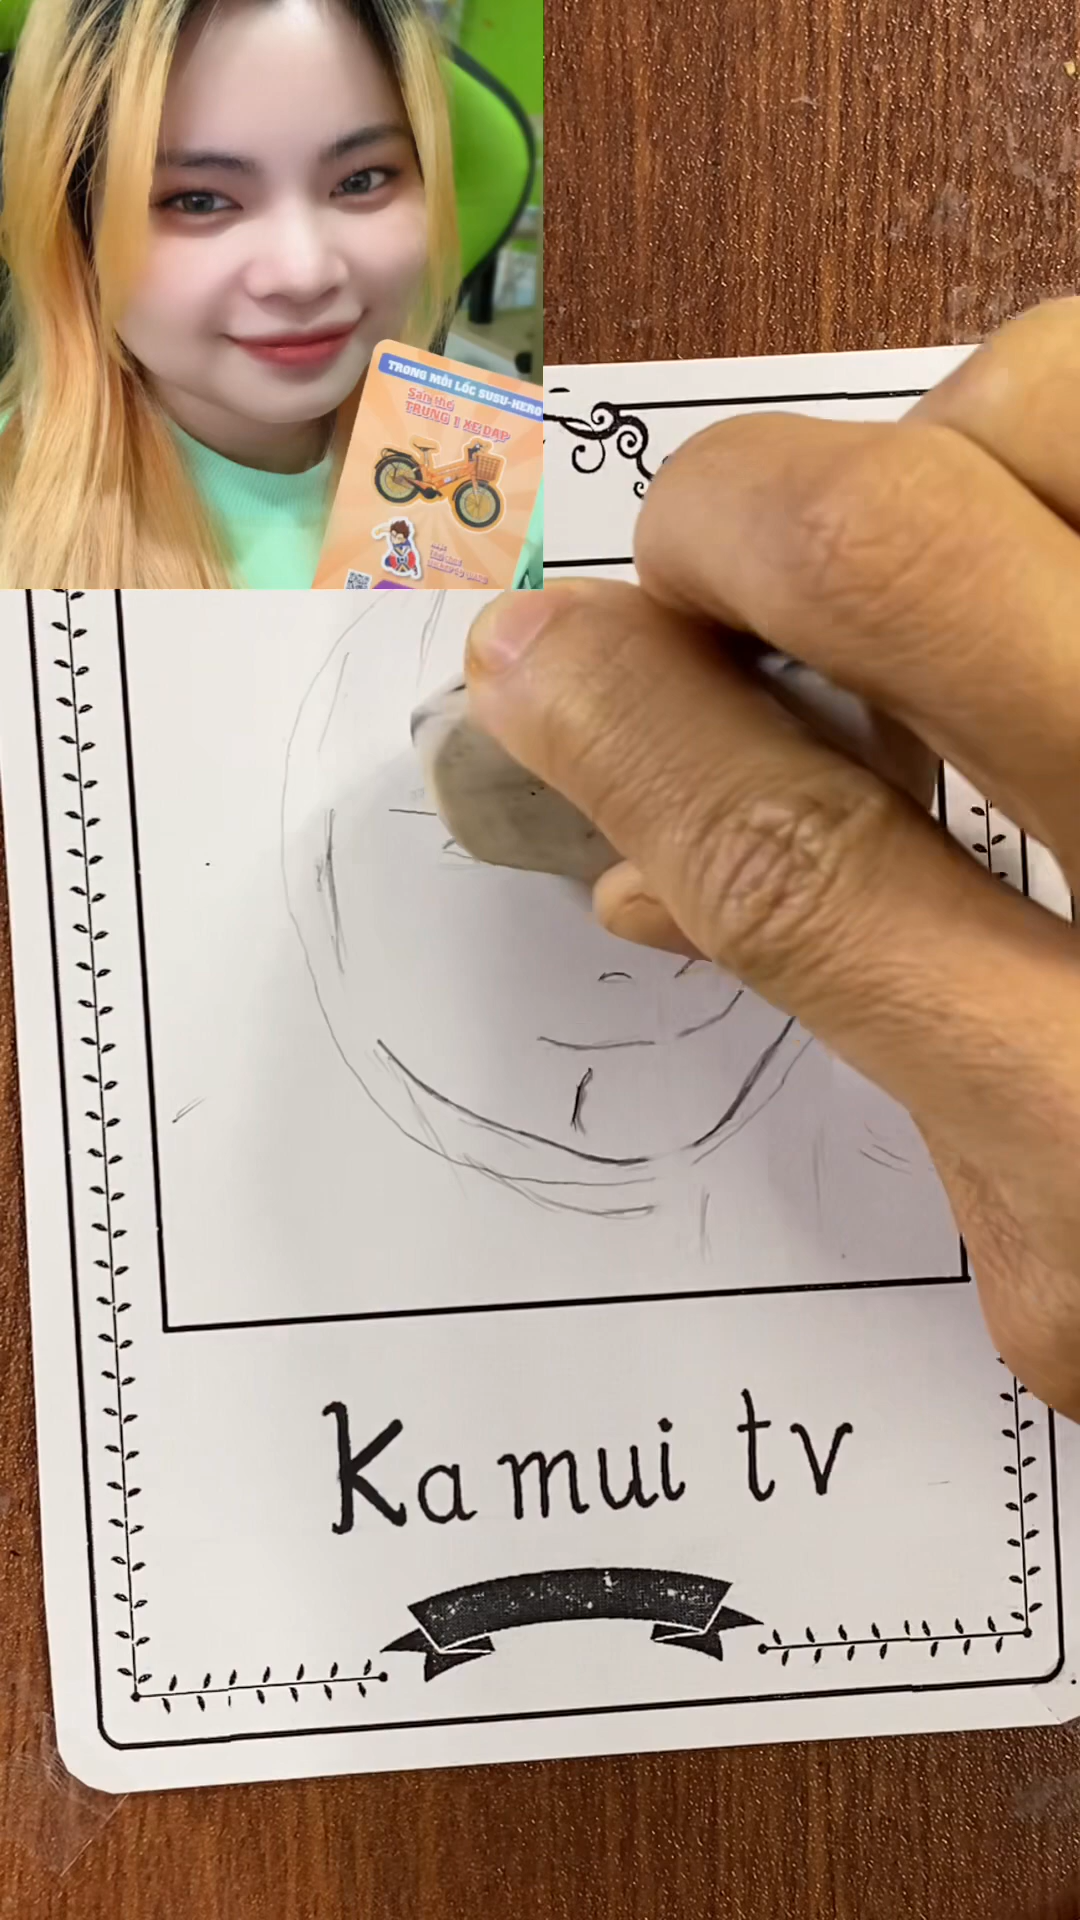 TRONG MỖI LỐC SUSU-HERO
Săn thẻ
TRÚNG 1 XE ĐẠP
Kamui tv